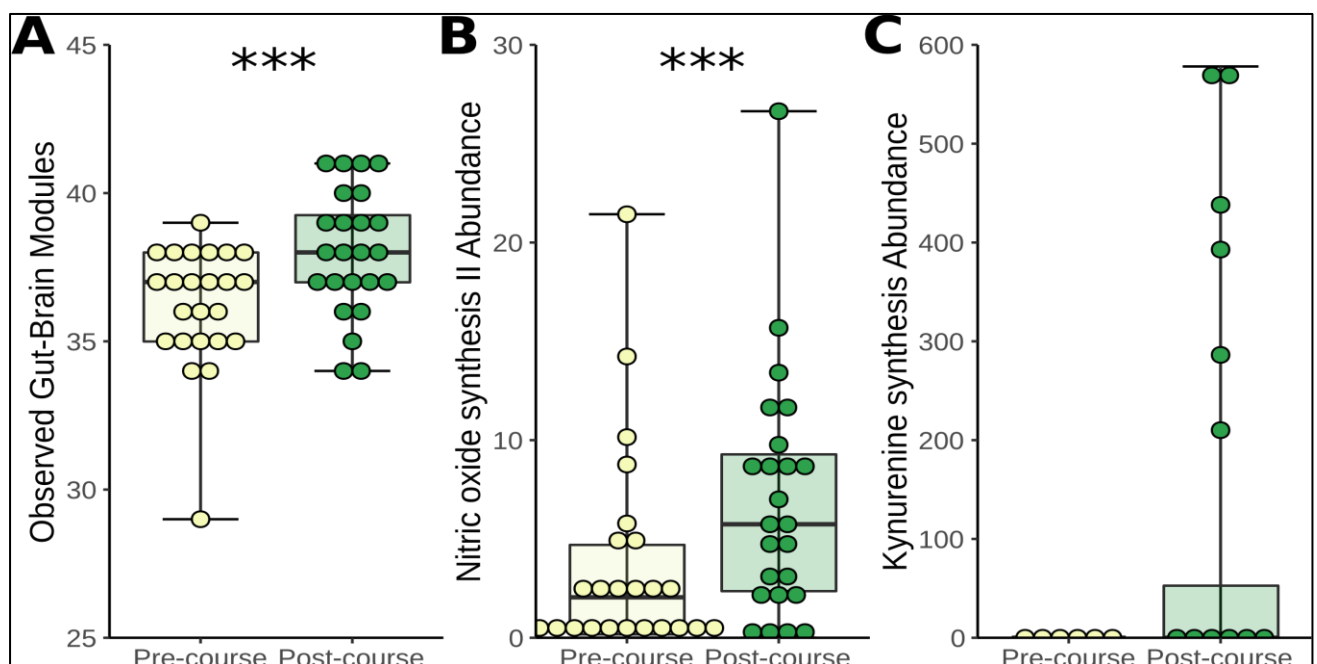 A
***
45
40
35
30
25
Observed Gut-Brain Modules
Pre-course Post-course
B
***
30
20
10
0
Nitric oxide synthesis II Abundance
Pre-course Post-course
C
600
500
400
300
200
100
0
Kynurenine synthesis Abundance
Pre-course Post-course